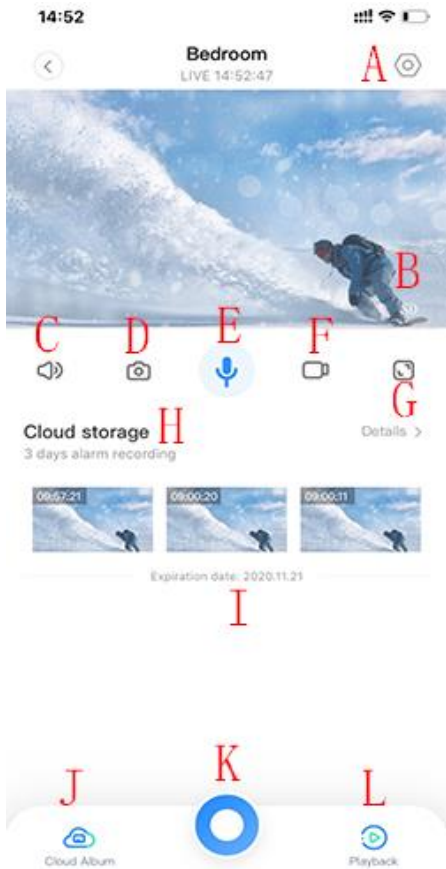 14:52
Bedroom
A
LIVE 14:52:47
B
C D E F
G
Cloud storage H Details >
3 days alarm recording
09:57:21 09:00:20 09:00:11
Expiration date: 2020.11.21
I
J K L
Cloud Album Playback